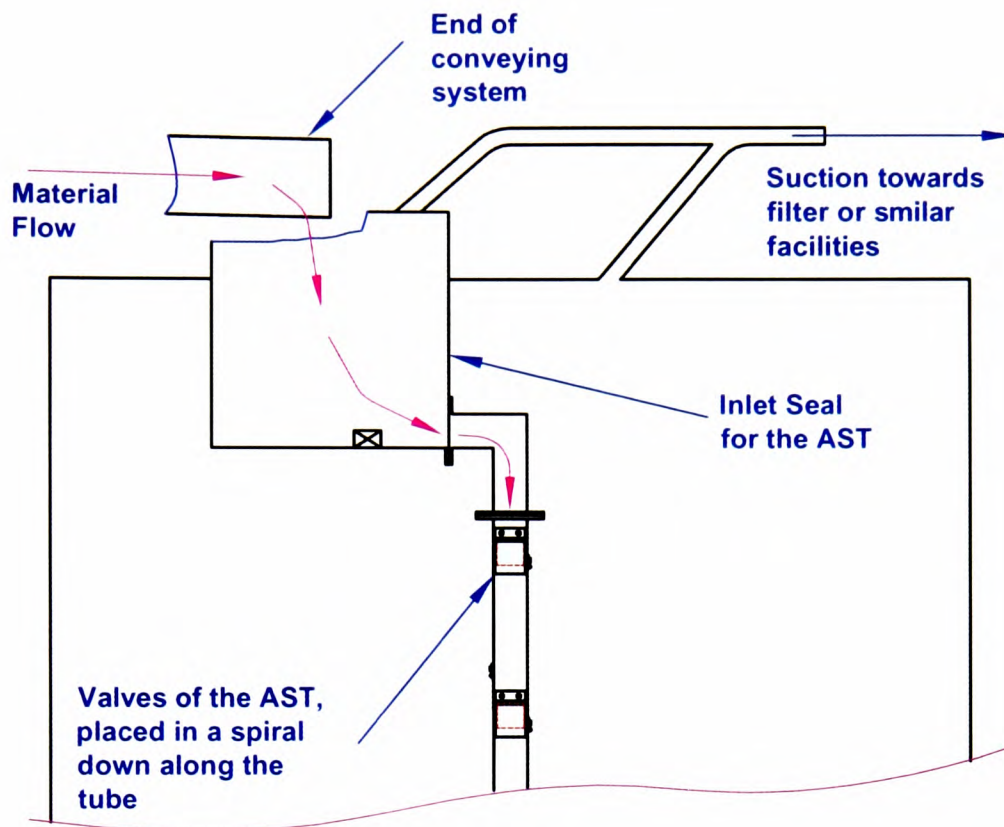 End of
conveying
system
Material
Flow
Suction towards
filter or smilar
facilities
Inlet Seal
for the AST
Valves of the AST,
placed in a spiral
down along the
tube